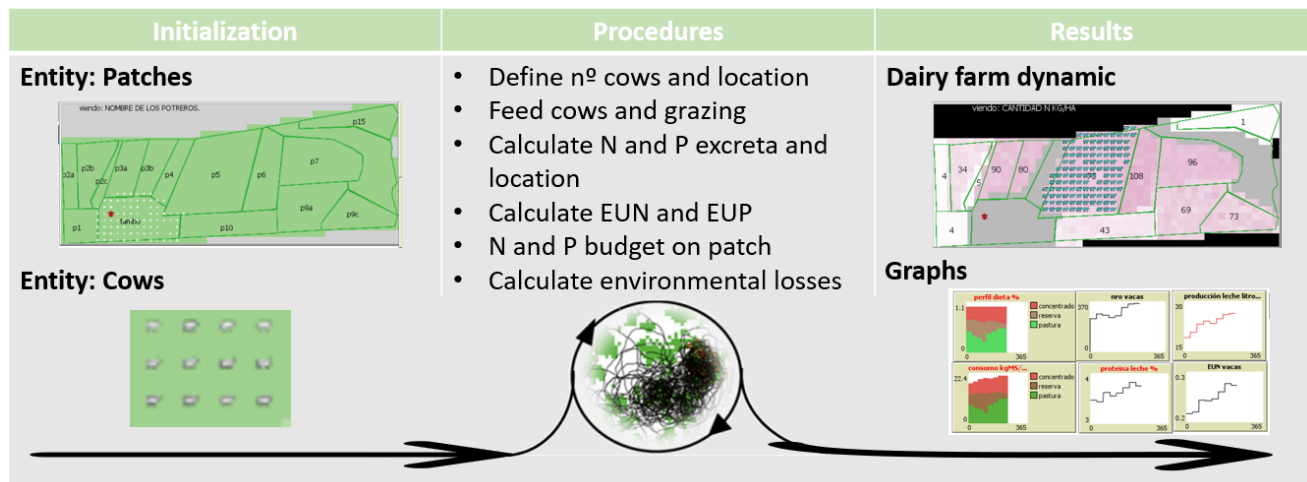 Initialization
Procedures
Results
Entity: Patches
viendo: NOMBRE DE LOS POTREROS.
p15
p2a
p2b
p2c
p3a
p3b
p4
p5
p6
p7
p9a
p9c
p1
p10
Entity: Cows
• Define nº cows and location
• Feed cows and grazing
• Calculate N and P excreta and
location
• Calculate EUN and EUP
• N and P budget on patch
• Calculate environmental losses
Dairy farm dynamic
viendo: CANTIDAD N KG/HA
1
4
34
5
90
80
108
96
69
73
4
43
Graphs
perfil dieta %
1.1
0
0
365
concentrado
reserva
pastura
nro vacas
370
0
0
365
producción leche litro...
30
15
0
365
consumo kgMS/...
22.4
0
0
365
concentrado
reserva
pastura
proteína leche %
4
3
0
365
EUN vacas
0.3
0.2
0
365